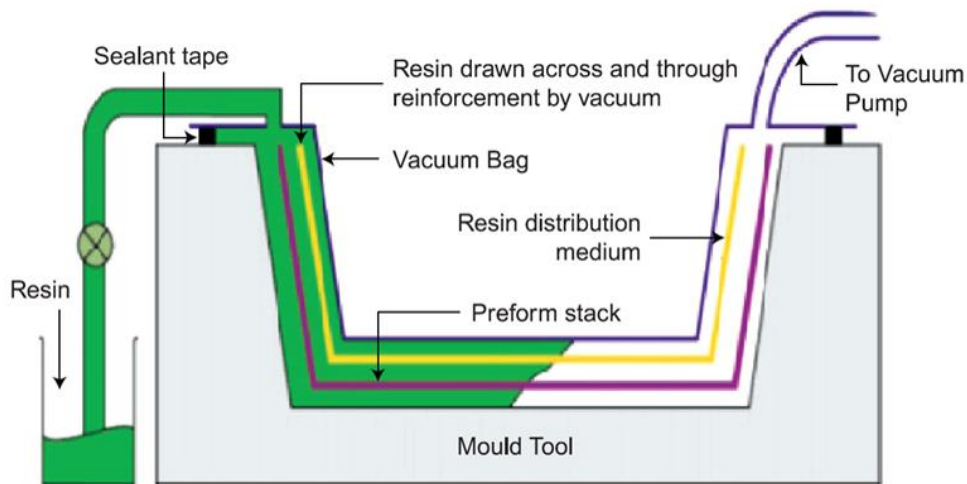 Sealant tape
Resin drawn across and through
reinforcement by vacuum
To Vacuum
Pump
Vacuum Bag
Resin distribution
medium
Resin
Preform stack
Mould Tool